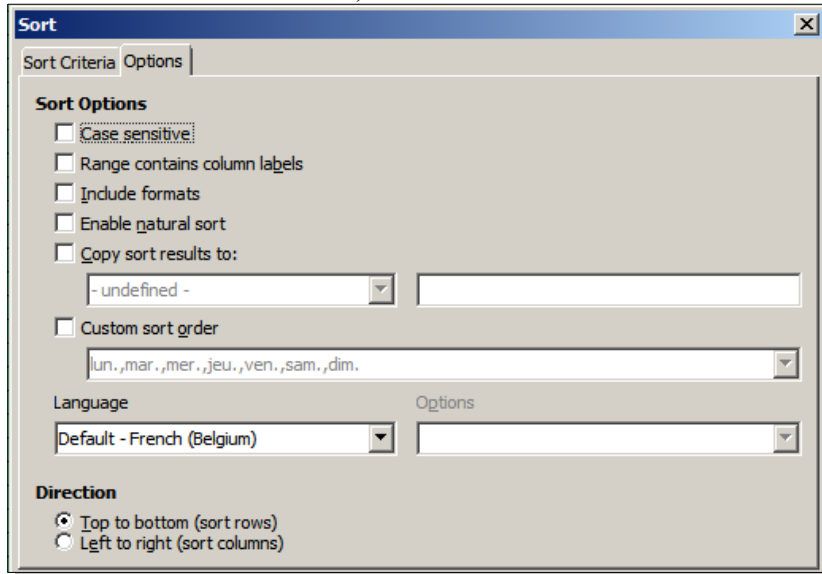 Sort
Sort Criteria Options
Sort Options
Case sensitive
Range contains column labels
Include formats
Enable natural sort
Copy sort results to:
- undefined -
Custom sort order
lun.,mar.,mer.,jeu.,ven.,sam.,dim.
Language Options
Default - French (Belgium)
Direction
Top to bottom (sort rows)
Left to right (sort columns)